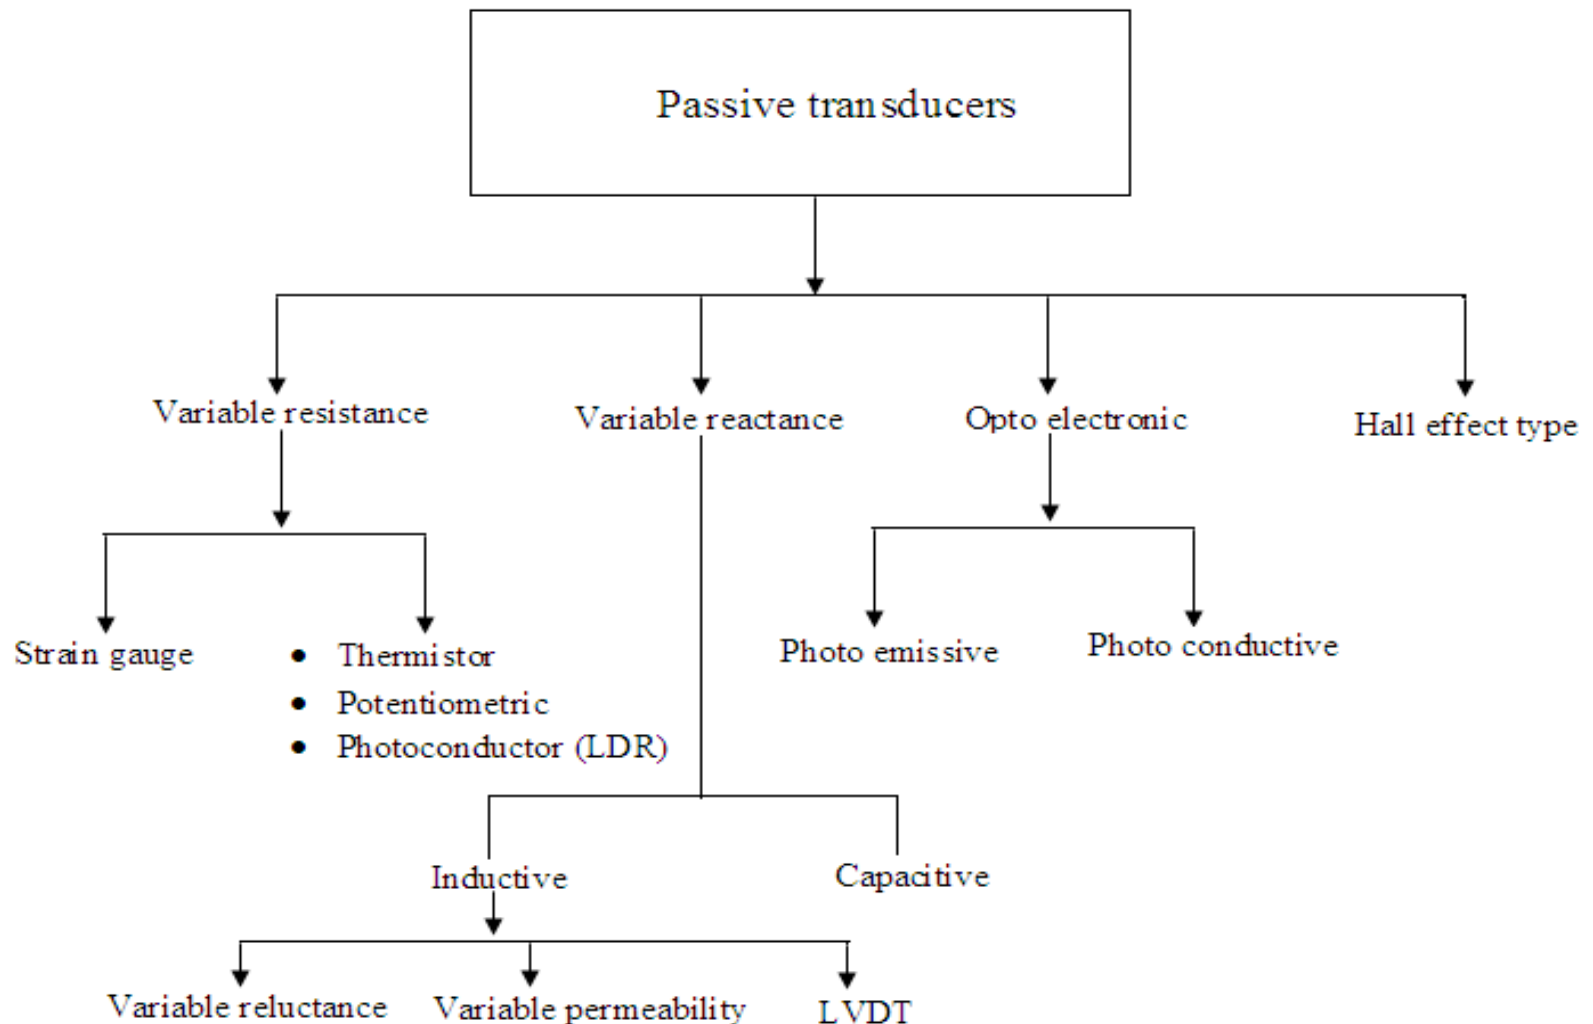 Passive transducers
Variable resistance
Variable reactance
Opto electronic
Hall effect type
Strain gauge
• Thermistor
• Potentiometric
• Photoconductor (LDR)
Photo emissive
Photo conductive
Inductive
Capacitive
Variable reluctance
Variable permeability
LVDT